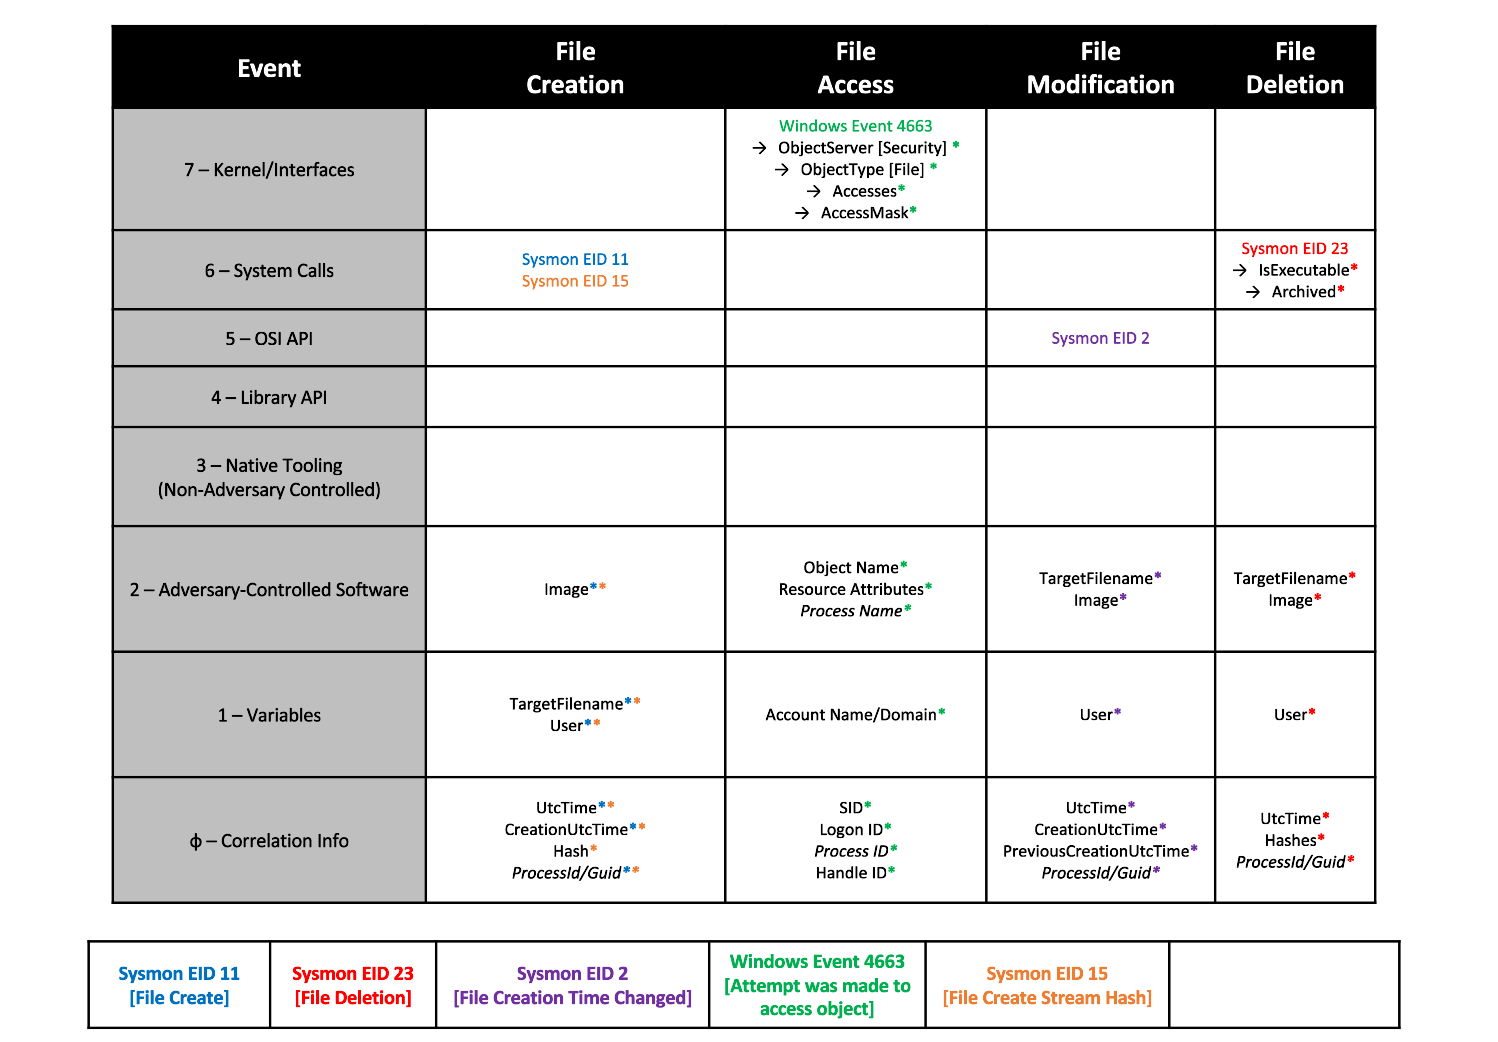 Event
File
Creation
File
Access
File
Modification
File
Deletion
7 – Kernel/Interfaces
Windows Event 4663
→ ObjectServer [Security] *
→ ObjectType [File] *
→ Accesses*
→ AccessMask*
6 – System Calls
Sysmon EID 11
Sysmon EID 15
Sysmon EID 23
→ IsExecutable*
→ Archived*
5 – OSI API
Sysmon EID 2
4 – Library API
3 – Native Tooling
(Non-Adversary Controlled)
2 – Adversary-Controlled Software
Image**
Object Name*
Resource Attributes*
Process Name*
TargetFilename*
Image*
TargetFilename*
Image*
1 – Variables
TargetFilename**
User**
Account Name/Domain*
User*
User*
ϕ – Correlation Info
UtcTime**
CreationUtcTime**
Hash*
ProcessId/Guid**
SID*
Logon ID*
Process ID*
Handle ID*
UtcTime*
CreationUtcTime*
PreviousCreationUtcTime*
ProcessId/Guid*
UtcTime*
Hashes*
ProcessId/Guid*
Sysmon EID 11
[File Create]
Sysmon EID 23
[File Deletion]
Sysmon EID 2
[File Creation Time Changed]
Windows Event 4663
[Attempt was made to
access object]
Sysmon EID 15
[File Create Stream Hash]